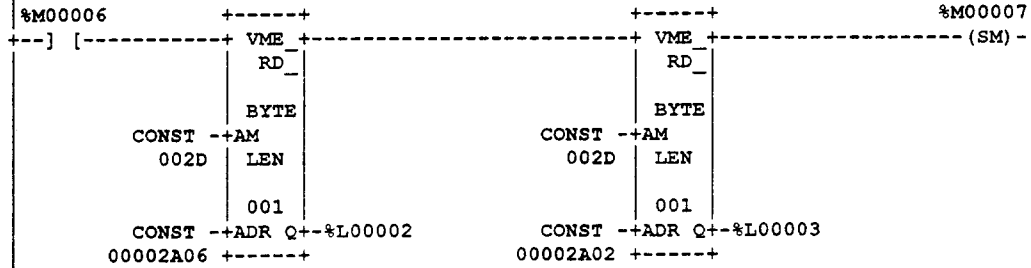 %M00006 +-----+ +-----+ %M00007
+--] [------------+ VME_+--------------------------+ VME_+--------------------(SM)-
RD_ RD_
BYTE BYTE
CONST -+AM CONST -+AM
002D LEN 002D LEN
001 001
CONST -+ADR Q+-%L00002 CONST -+ADR Q+-%L00003
00002A06 +-----+ 00002A02 +-----+